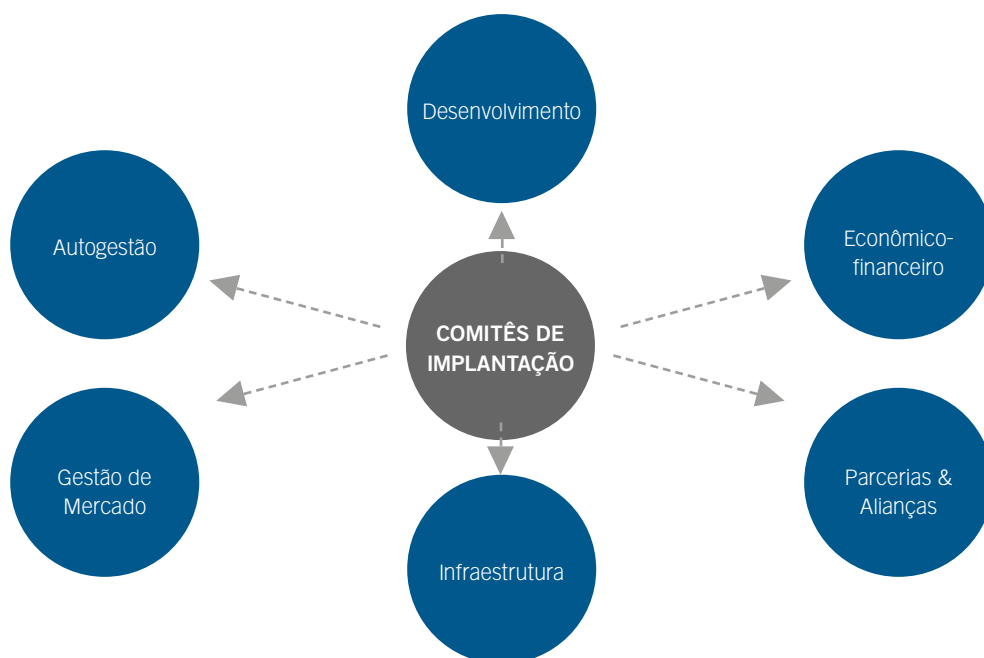 Desenvolvimento
Autogestão
Econômico-
financeiro
COMITÊS DE
IMPLANTAÇÃO
Gestão de
Mercado
Parcerias &
Alianças
Infraestrutura